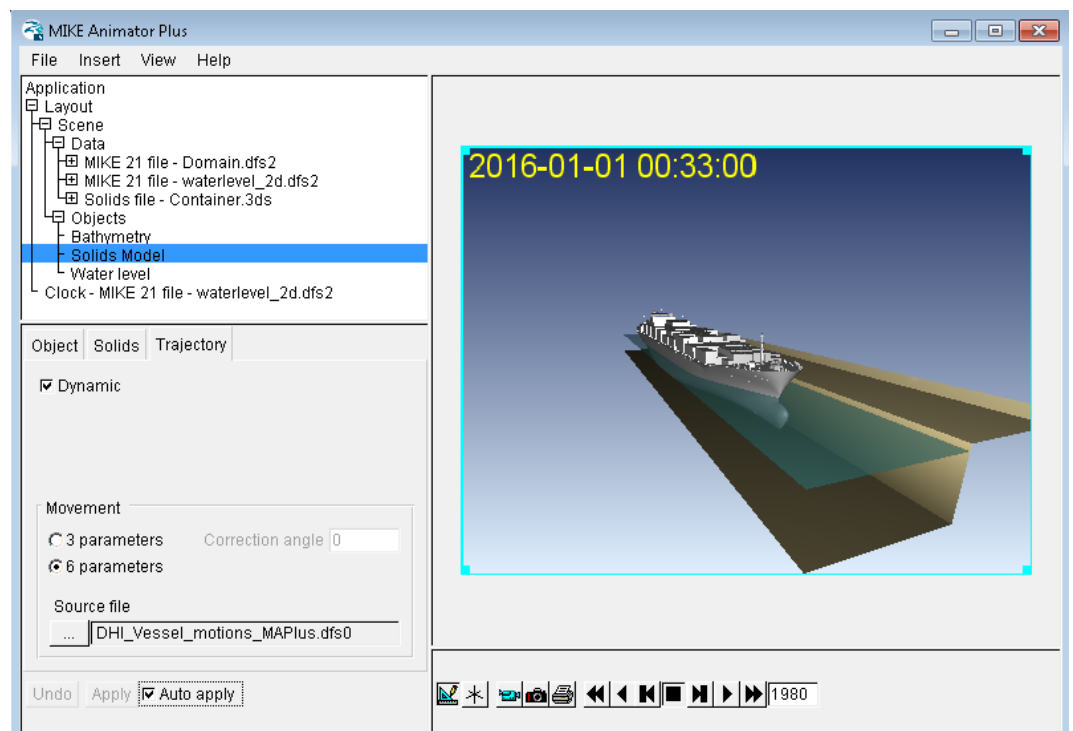 MIKE Animator Plus
File Insert View Help
Application
Layout
Scene
Data
MIKE 21 file - Domain.dfs2
MIKE 21 file - waterlevel_2d.dfs2
Solids file - Container.3ds
Objects
Bathymetry
Solids Model
Water level
Clock - MIKE 21 file - waterlevel_2d.dfs2
2016-01-01 00:33:00
Object Solids Trajectory
Dynamic
Movement
3 parameters Correction angle 0
6 parameters
Source file
... DHI_Vessel_motions_MAPlus.dfs0
Undo Apply Auto apply
1980